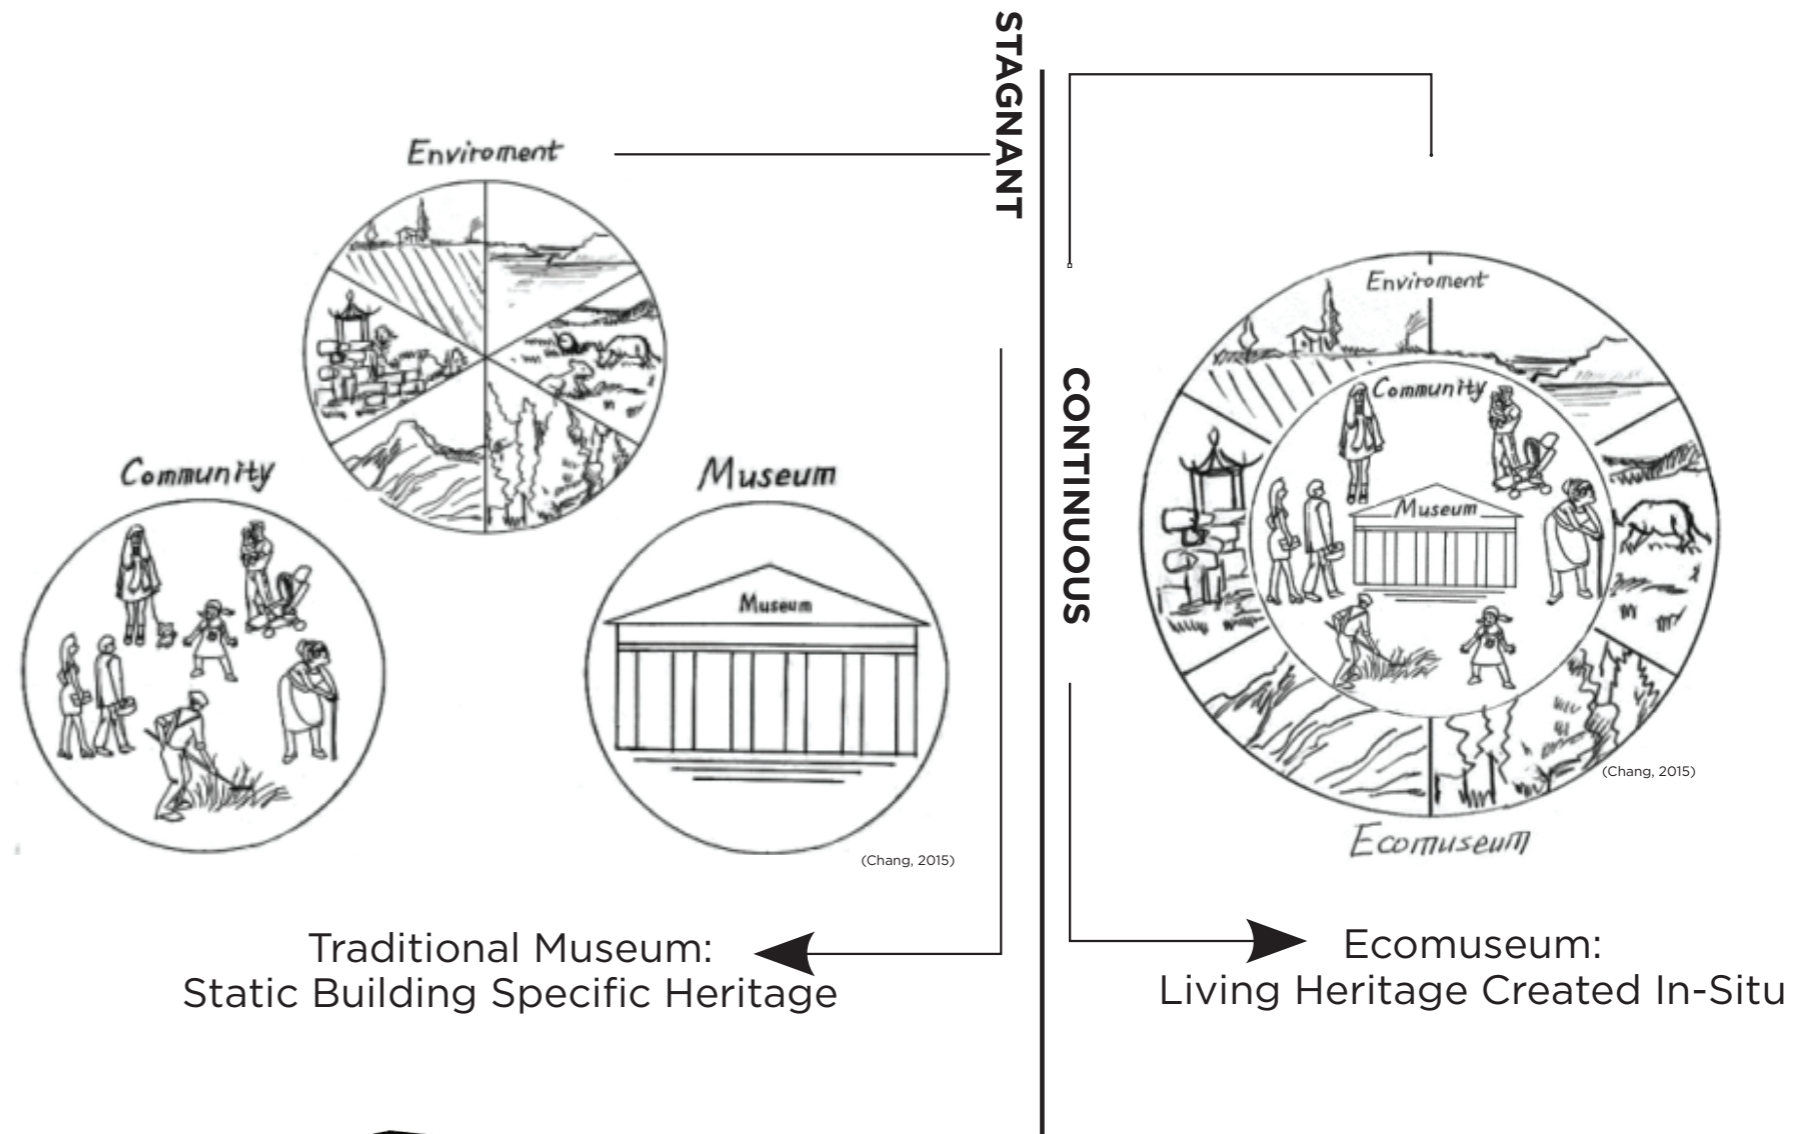 STAGNANT
Enviroment
Community
Museum
Museum
(Chang, 2015)
Traditional Museum:
Static Building Specific Heritage
CONTINUOUS
Enviroment
Community
Museum
(Chang, 2015)
Ecomuseum
Ecomuseum:
Living Heritage Created In-Situ